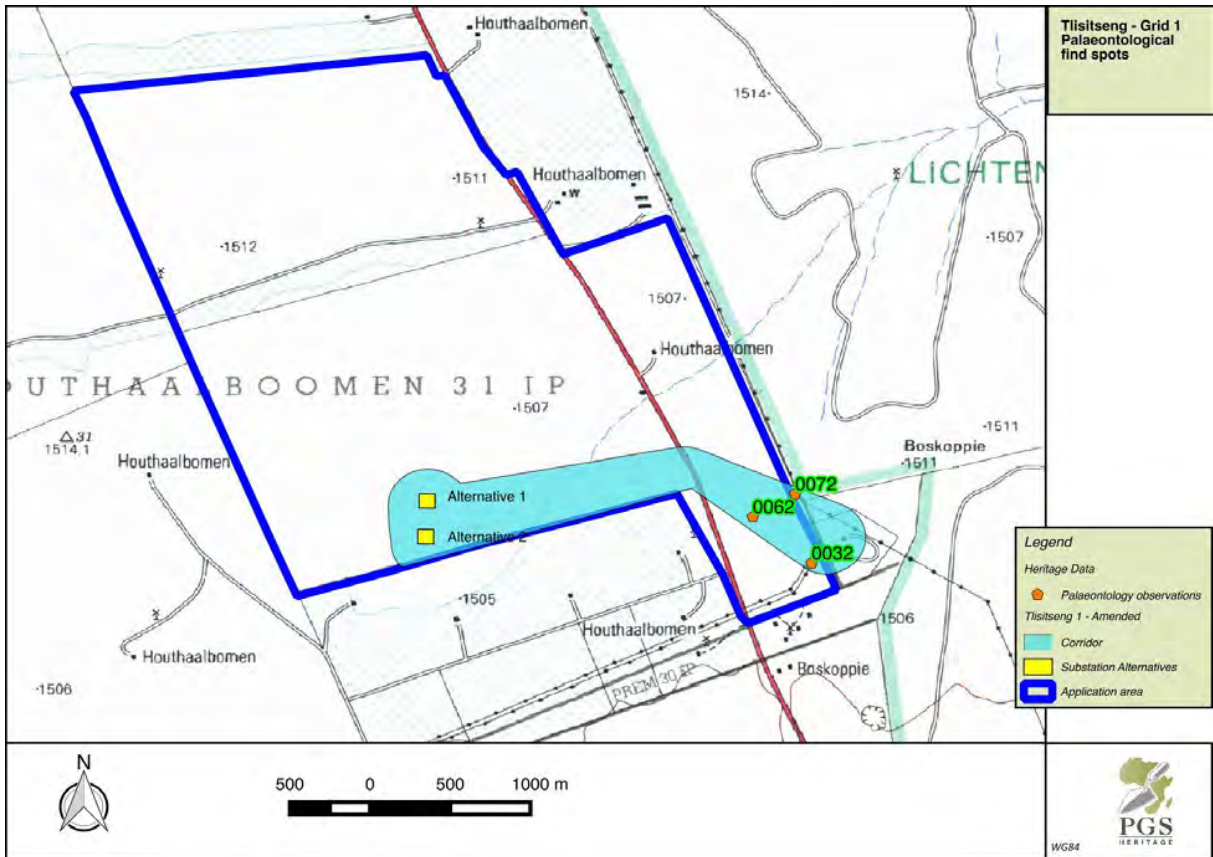 Tlisitseng - Grid 1
Palaeontological
find spots
Houthaalbomen
1514
LICHTEN
Houthaalbomen
1511
W
1512
1507
1507
Houthaalbomen
OUTHAALBOOMEN 31 IP
1507
31
1514,1
Houthaalbomen
1511
Boskoppie
1511
0072
Alternative 1
0062
Alternative 2
0032
1505
1506
Houthaalbomen
Houthaalbomen
Boskoppie
PREM 30 IP
1506
Legend
Heritage Data
Palaeontology observations
Tlisitseng 1 - Amended
Corridor
Substation Alternatives
Application area
N
500 0 500 1000 m
PGS
HERITAGE
WG84